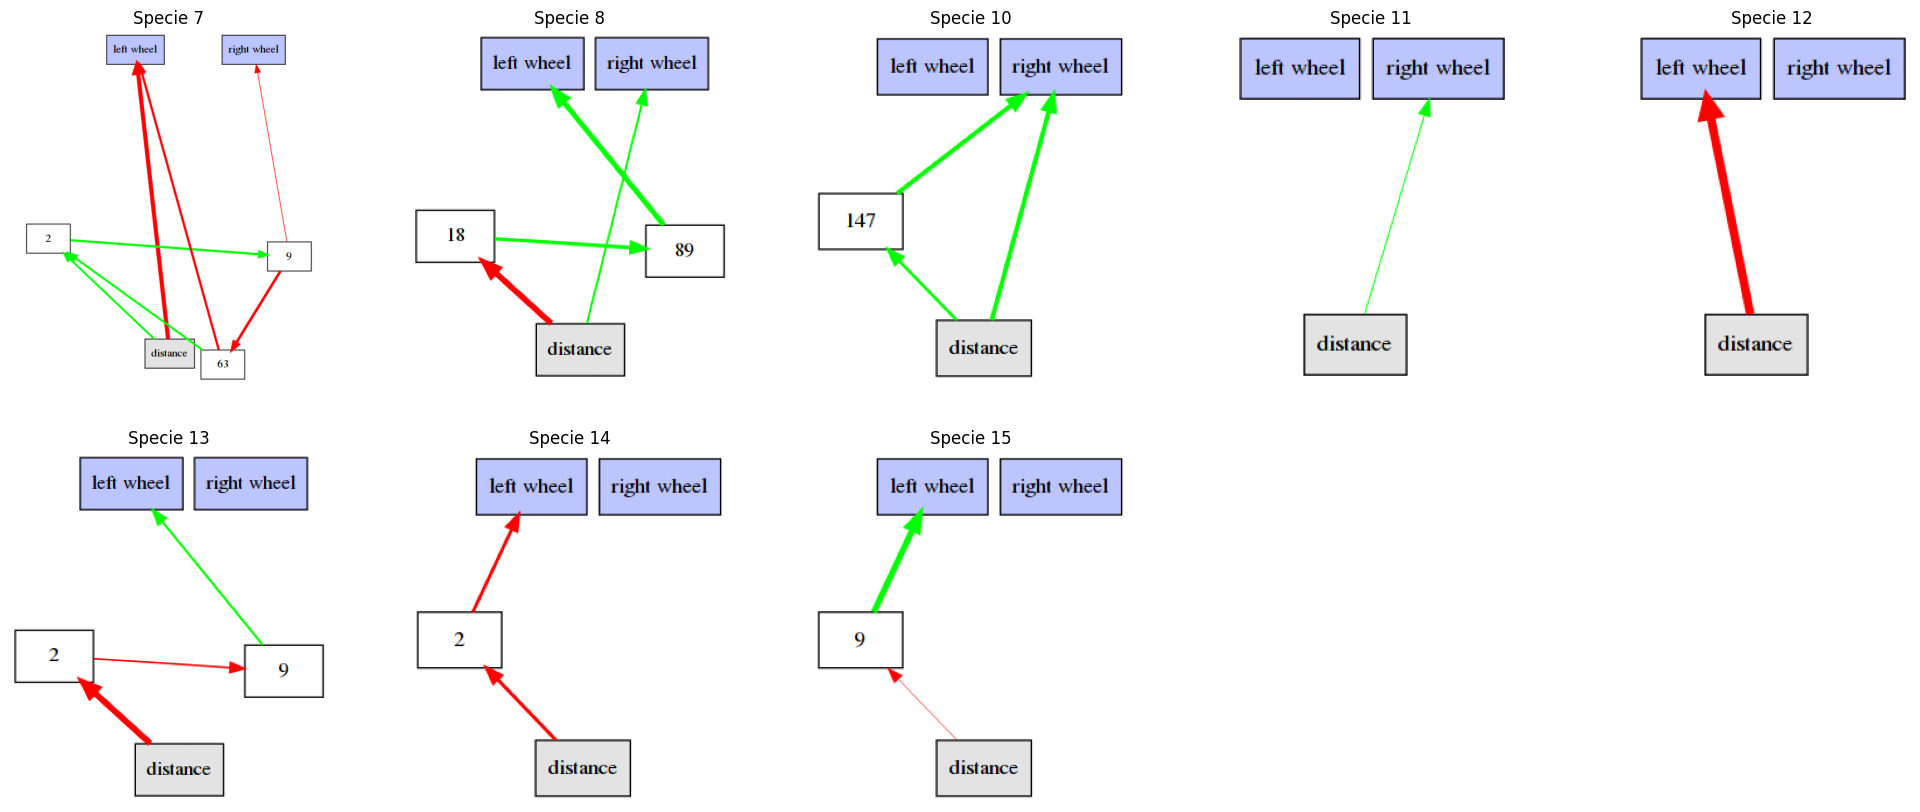 Specie 7
left wheel
right wheel
2
9
distance
63
Specie 8
left wheel
right wheel
18
89
distance
Specie 10
left wheel
right wheel
147
distance
Specie 11
left wheel
right wheel
distance
Specie 12
left wheel
right wheel
distance
Specie 13
left wheel
right wheel
2
9
distance
Specie 14
left wheel
right wheel
2
distance
Specie 15
left wheel
right wheel
9
distance